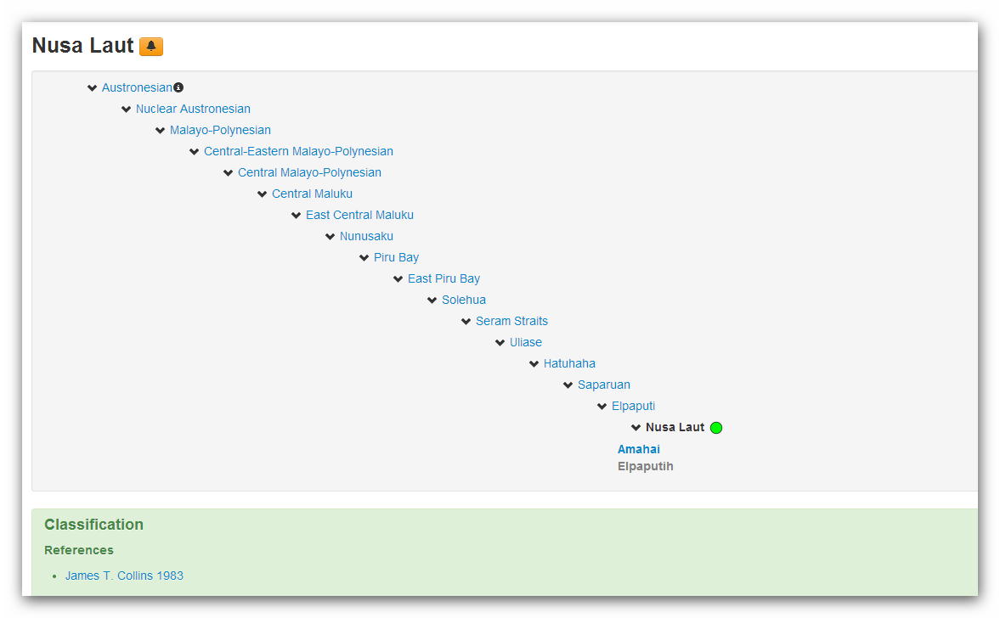 Nusa Laut
Austronesian
Nuclear Austronesian
Malayo-Polynesian
Central-Eastern Malayo-Polynesian
Central Malayo-Polynesian
Central Maluku
East Central Maluku
Nunusaku
Piru Bay
East Piru Bay
Solehua
Seram Straits
Uliase
Hatuhaha
Saparuan
Elpaputi
Nusa Laut
Amahai
Elpaputih
Classification
References
• James T. Collins 1983